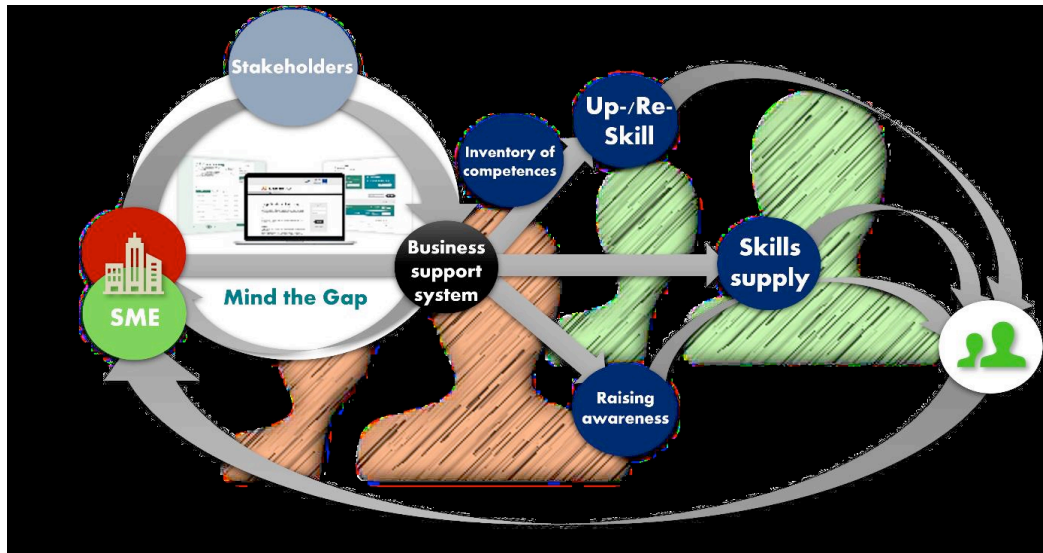 Stakeholders
Up-/Re-
Skill
Inventory of
competences
Business
support
system
Skills
supply
Mind the Gap
SME
Raising
awareness